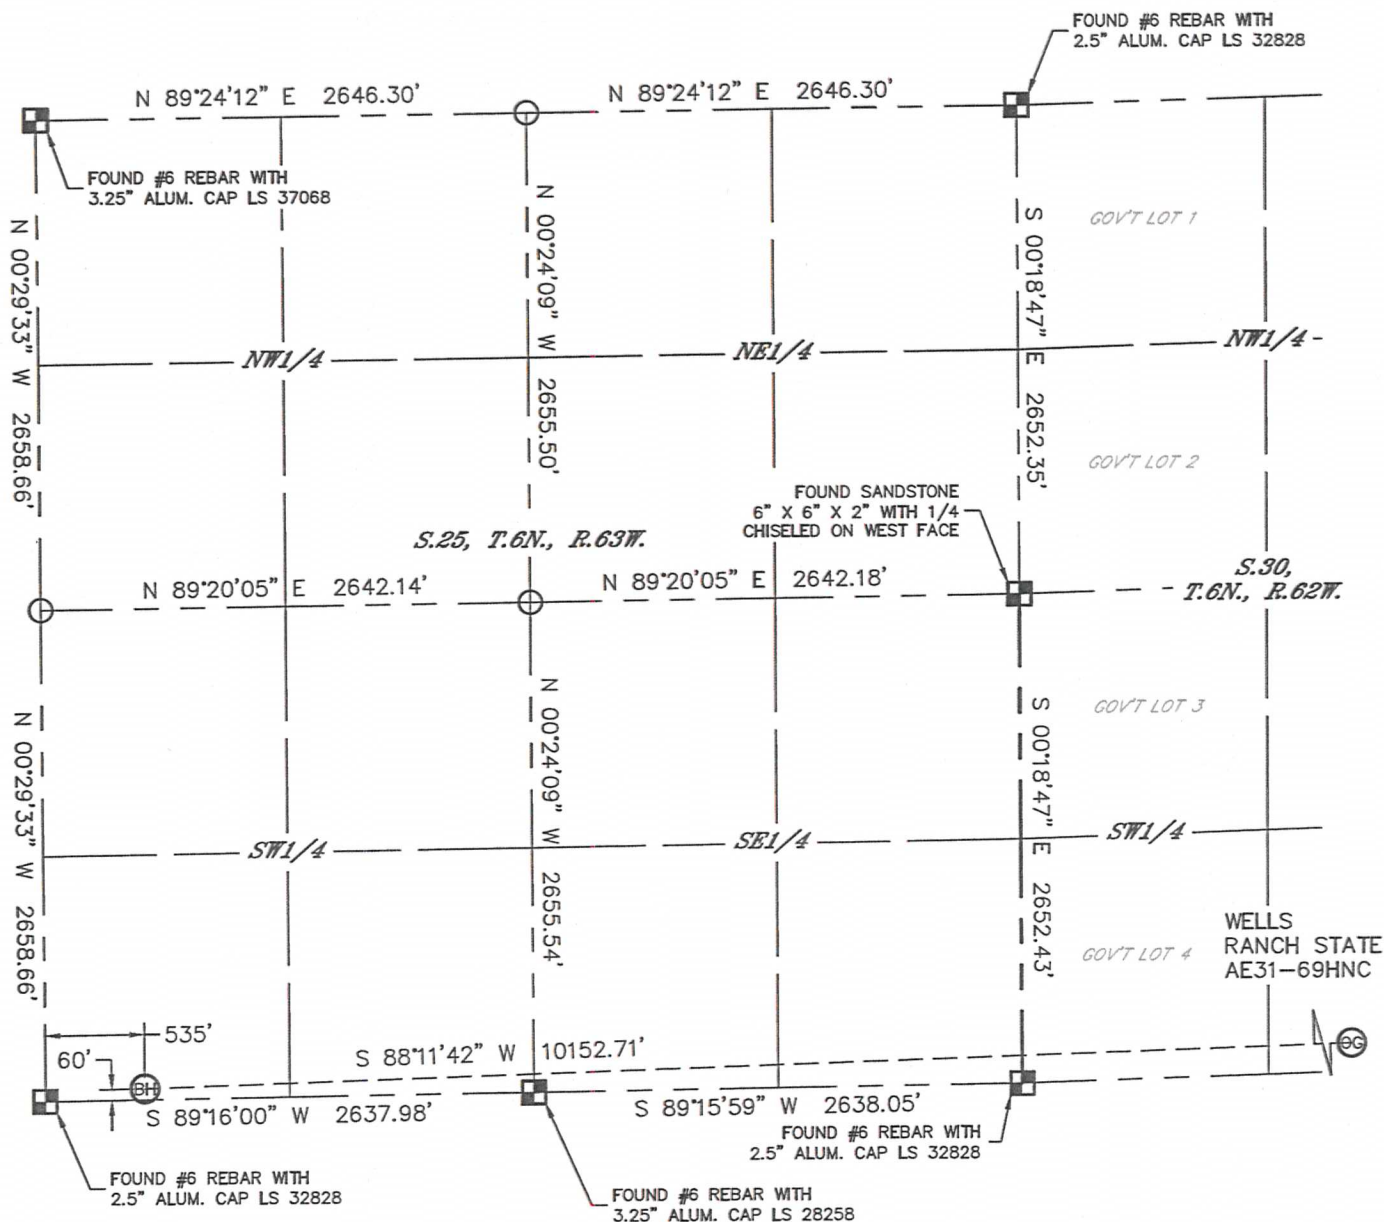 FOUND #6 REBAR WITH
2.5" ALUM. CAP LS 32828
N 89°24'12" E 2646.30'
N 89°24'12" E 2646.30'
FOUND #6 REBAR WITH
3.25" ALUM. CAP LS 37068
N 00°29'33" W 2658.66'
N 00°24'09" W 2655.50'
S 00°18'47" E 2652.35'
GOV'T LOT 1
NW1/4
NE1/4
NW1/4
GOV'T LOT 2
FOUND SANDSTONE
6" X 6" X 2" WITH 1/4
CHISELED ON WEST FACE
S.25, T.6N., R.63W.
S.30,
T.6N., R.62W.
N 89°20'05" E 2642.14'
N 89°20'05" E 2642.18'
N 00°29'33" W 2658.66'
N 00°24'09" W 2655.54'
S 00°18'47" E 2652.43'
GOV'T LOT 3
SW1/4
SE1/4
SW1/4
GOV'T LOT 4
WELLS
RANCH STATE
AE31-69HNC
535'
60'
BH
OG
S 88°11'42" W 10152.71'
S 89°16'00" W 2637.98'
S 89°15'59" W 2638.05'
FOUND #6 REBAR WITH
2.5" ALUM. CAP LS 32828
FOUND #6 REBAR WITH
2.5" ALUM. CAP LS 32828
FOUND #6 REBAR WITH
3.25" ALUM. CAP LS 28258